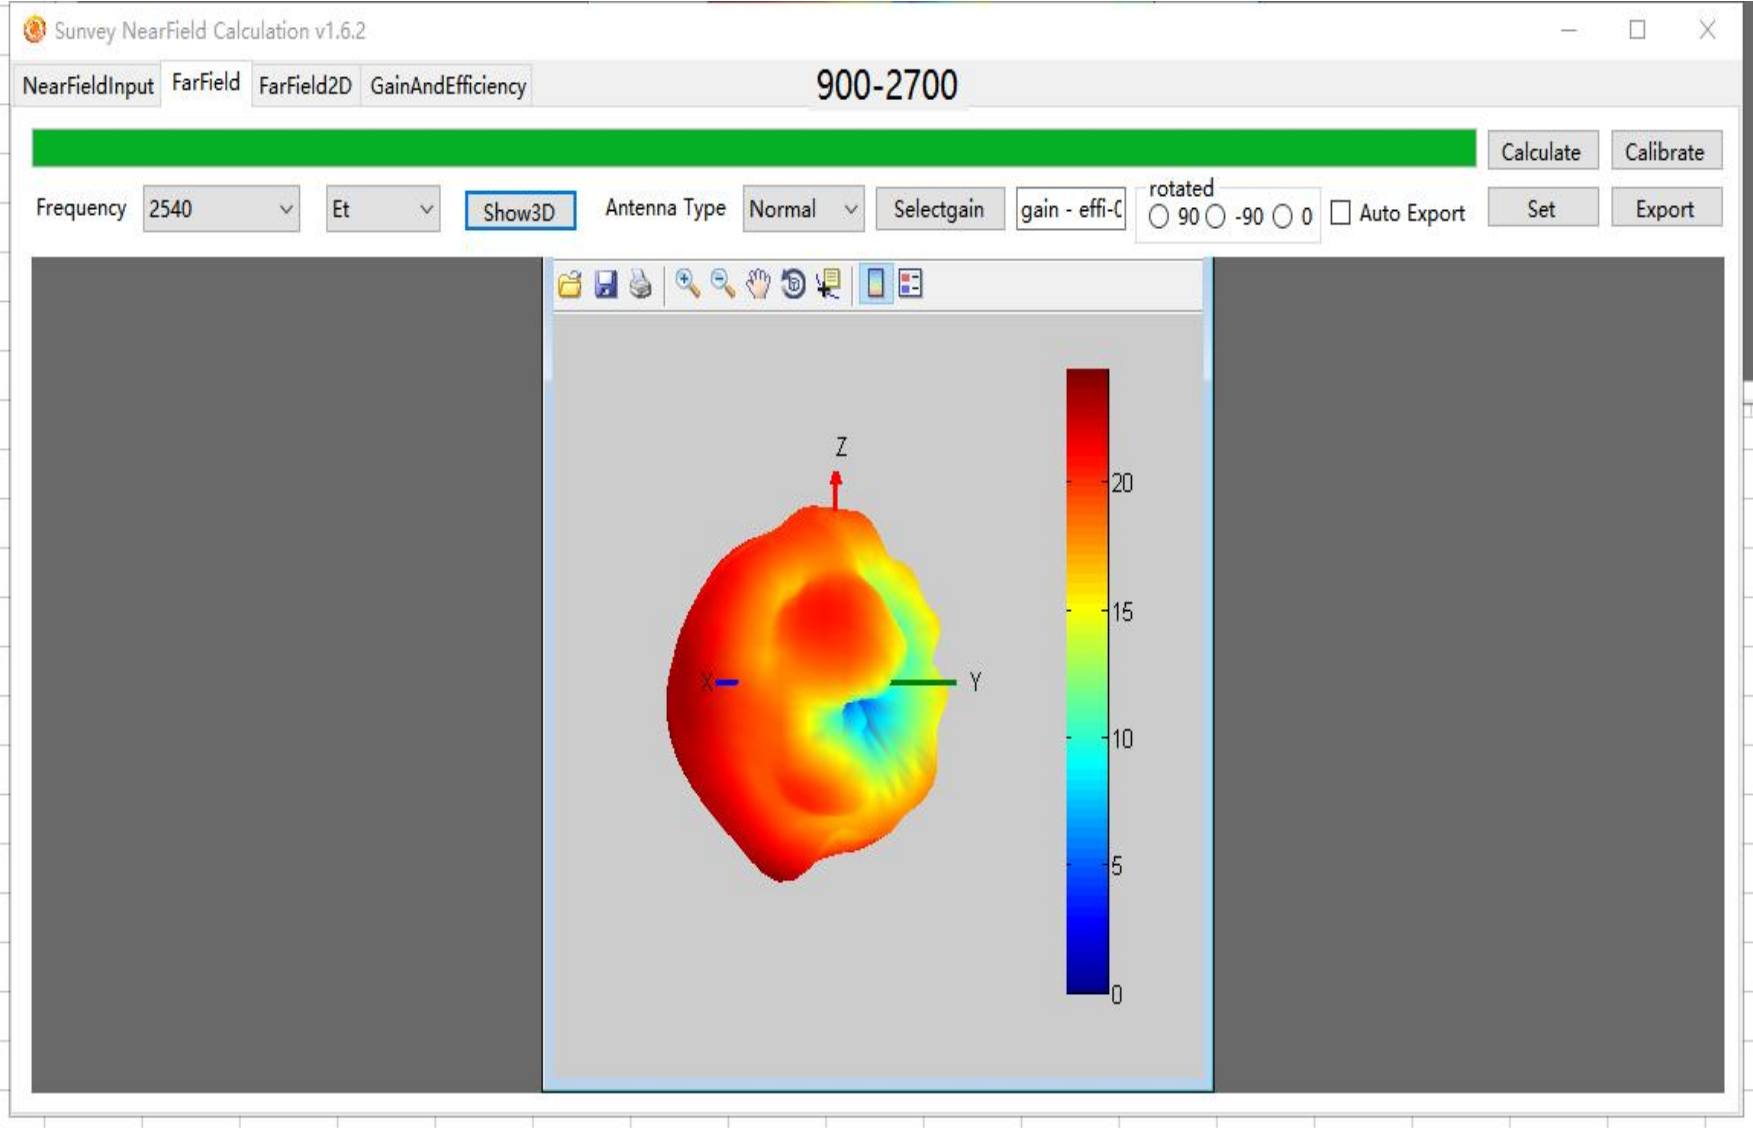 Sunvey NearField Calculation v1.6.2
NearFieldInput FarField FarField2D GainAndEfficiency 900-2700
Calculate Calibrate
Frequency 2540 Et Show3D Antenna Type Normal Selectgain gain - effi-C rotated 90 -90 0 Auto Export Set Export
Z
X
Y
20
15
10
5
0